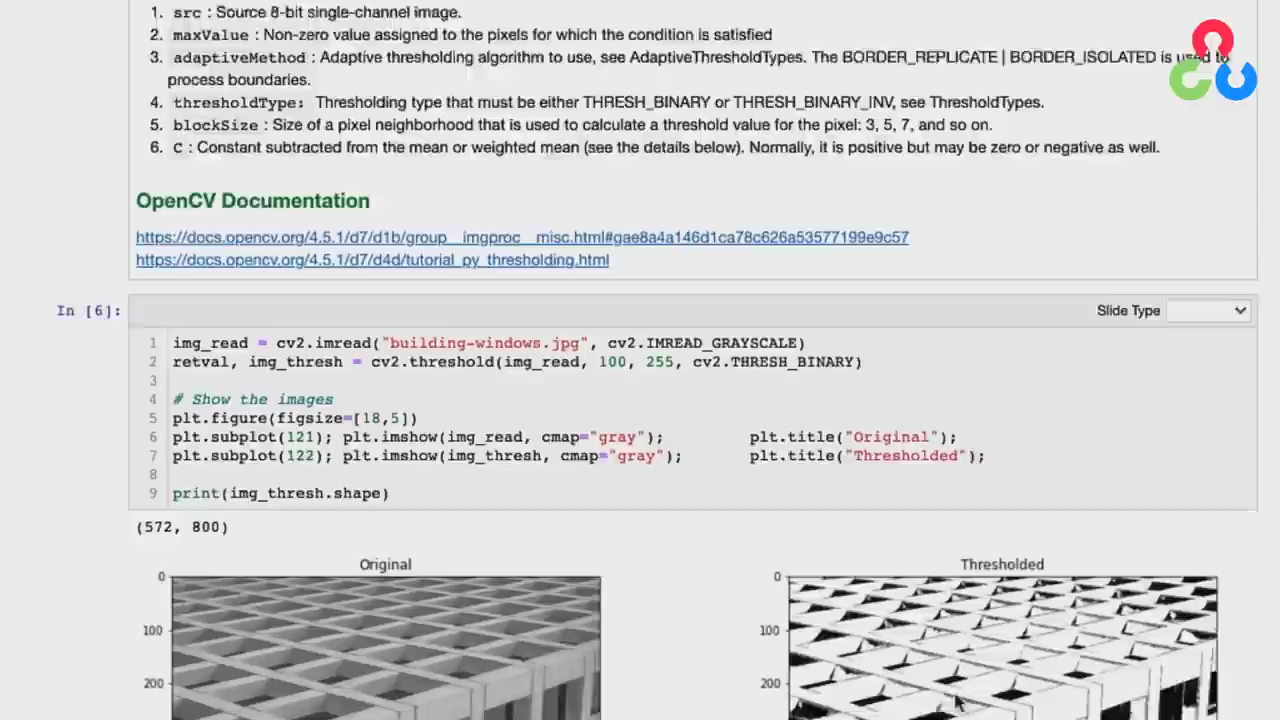 1. src : Source 8-bit single-channel image.
2. maxValue : Non-zero value assigned to the pixels for which the condition is satisfied
3. adaptiveMethod : Adaptive thresholding algorithm to use, see AdaptiveThresholdTypes. The BORDER_REPLICATE | BORDER_ISOLATED is used to
process boundaries.
4. thresholdType: Thresholding type that must be either THRESH_BINARY or THRESH_BINARY_INV, see ThresholdTypes.
5. blockSize : Size of a pixel neighborhood that is used to calculate a threshold value for the pixel: 3, 5, 7, and so on.
6. C : Constant subtracted from the mean or weighted mean (see the details below). Normally, it is positive but may be zero or negative as well.
OpenCV Documentation
https://docs.opencv.org/4.5.1/d7/d1b/group__imgproc__misc.html#gae8a4a146d1ca78c626a53577199e9c57
https://docs.opencv.org/4.5.1/d7/d4d/tutorial_py_thresholding.html
In [6]: Slide Type
1 img_read = cv2.imread("building-windows.jpg", cv2.IMREAD_GRAYSCALE)
2 retval, img_thresh = cv2.threshold(img_read, 100, 255, cv2.THRESH_BINARY)
3
4 # Show the images
5 plt.figure(figsize=[18,5])
6 plt.subplot(121); plt.imshow(img_read, cmap="gray"); plt.title("Original");
7 plt.subplot(122); plt.imshow(img_thresh, cmap="gray"); plt.title("Thresholded");
8
9 print(img_thresh.shape)
(572, 800)
Original Thresholded
0 0
100 100
200 200